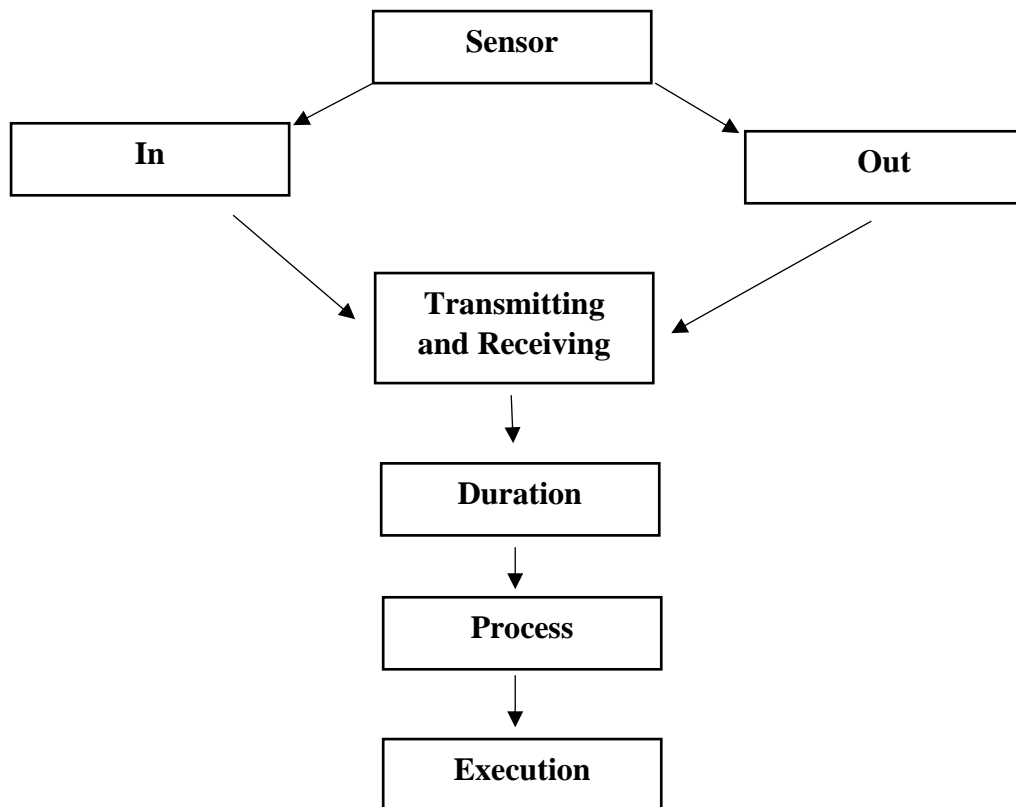 Sensor
In
Out
Transmitting
and Receiving
Duration
Process
Execution